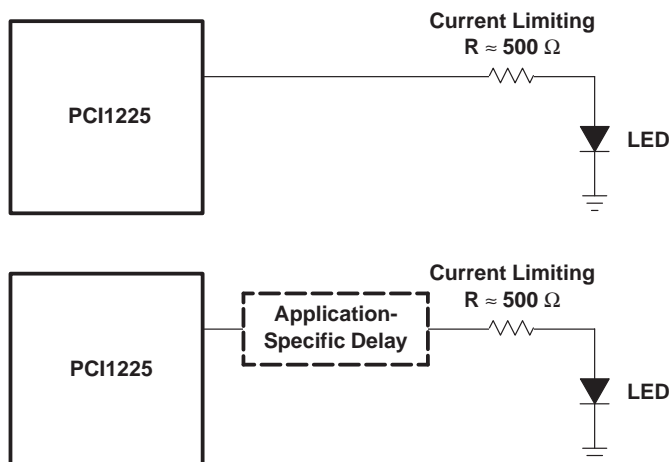 Current Limiting
R ≈ 500 Ω
PCI1225
LED
Current Limiting
R ≈ 500 Ω
Application-
Specific Delay
PCI1225
LED